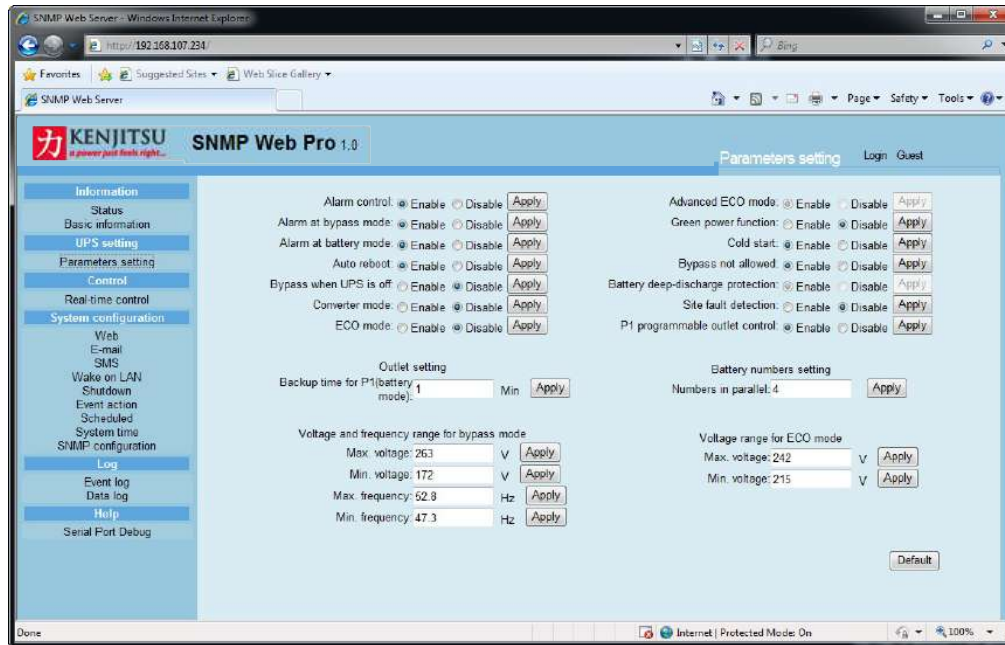 SNMP Web Server - Windows Internet Explorer
http://192.168.107.234/
Bing
Favorites Suggested Sites Web Slice Gallery
SNMP Web Server
Page Safety Tools
力 KENJITSU
a power just feels right...
SNMP Web Pro 1.0
Parameters setting Login Guest
Information
Status
Basic information
UPS setting
Parameters setting
Control
Real-time control
System configuration
Web
E-mail
SMS
Wake on LAN
Shutdown
Event action
Scheduled
System time
SNMP configuration
Log
Event log
Data log
Help
Serial Port Debug
Alarm control: Enable Disable Apply
Alarm at bypass mode: Enable Disable Apply
Alarm at battery mode: Enable Disable Apply
Auto reboot: Enable Disable Apply
Bypass when UPS is off: Enable Disable Apply
Converter mode: Enable Disable Apply
ECO mode: Enable Disable Apply
Advanced ECO mode: Enable Disable Apply
Green power function: Enable Disable Apply
Cold start: Enable Disable Apply
Bypass not allowed: Enable Disable Apply
Battery deep-discharge protection: Enable Disable Apply
Site fault detection: Enable Disable Apply
P1 programmable outlet control: Enable Disable Apply
Outlet setting
Backup time for P1(battery mode): 1 Min Apply
Battery numbers setting
Numbers in parallel: 4 Apply
Voltage and frequency range for bypass mode
Max. voltage: 263 V Apply
Min. voltage: 172 V Apply
Max. frequency: 52.8 Hz Apply
Min. frequency: 47.3 Hz Apply
Voltage range for ECO mode
Max. voltage: 242 V Apply
Min. voltage: 215 V Apply
Default
Done
Internet | Protected Mode: On
100%